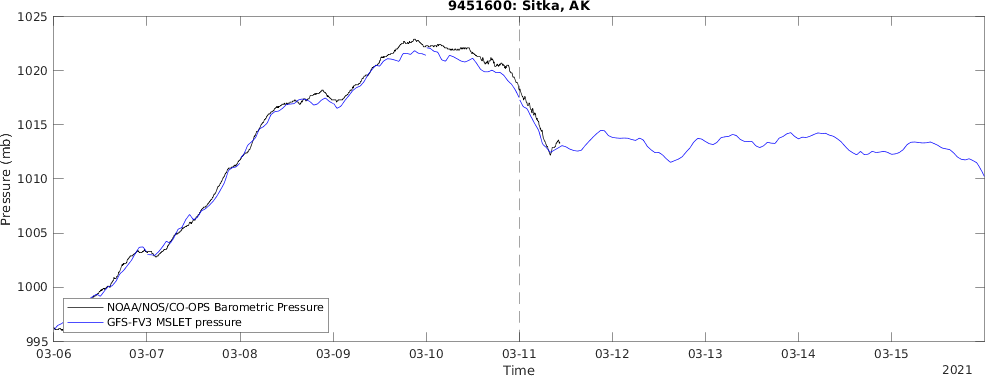 9451600: Sitka, AK
Pressure (mb)
1025
1020
1015
1010
1005
1000
995
NOAA/NOS/CO-OPS Barometric Pressure
GFS-FV3 MSLET pressure
03-06 03-07 03-08 03-09 03-10 03-11 03-12 03-13 03-14 03-15
Time
2021